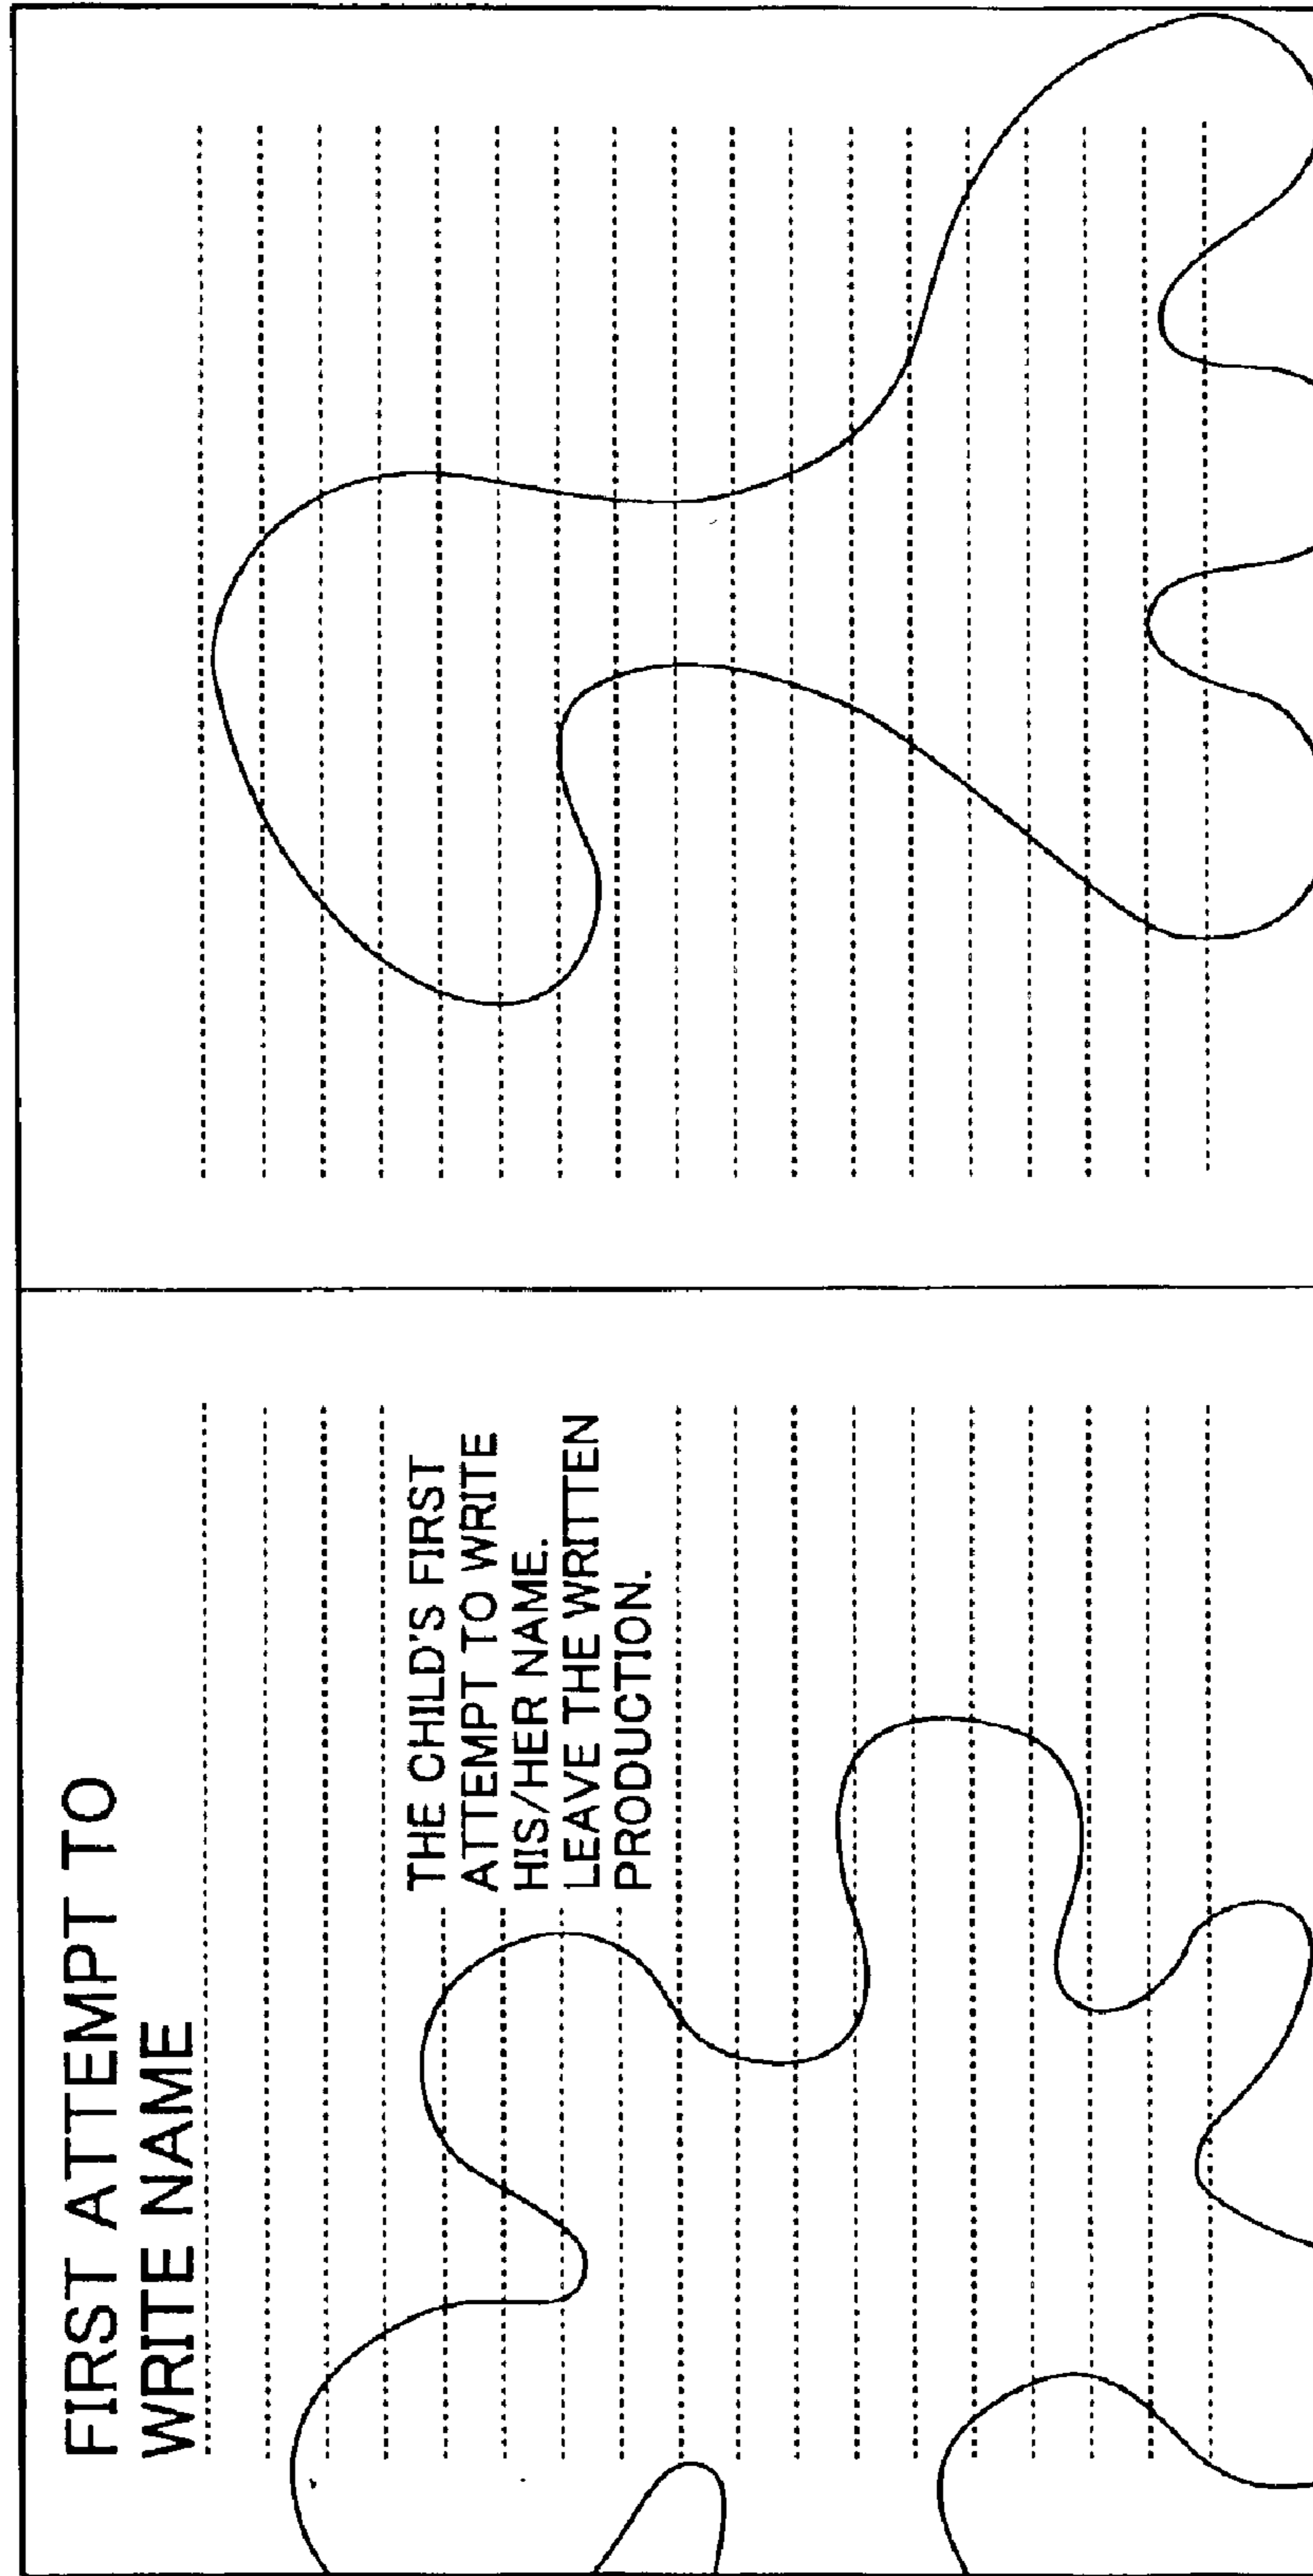 FIRST ATTEMPT TO
WRITE NAME
THE CHILD'S FIRST
ATTEMPT TO WRITE
HIS/HER NAME.
LEAVE THE WRITTEN
PRODUCTION.